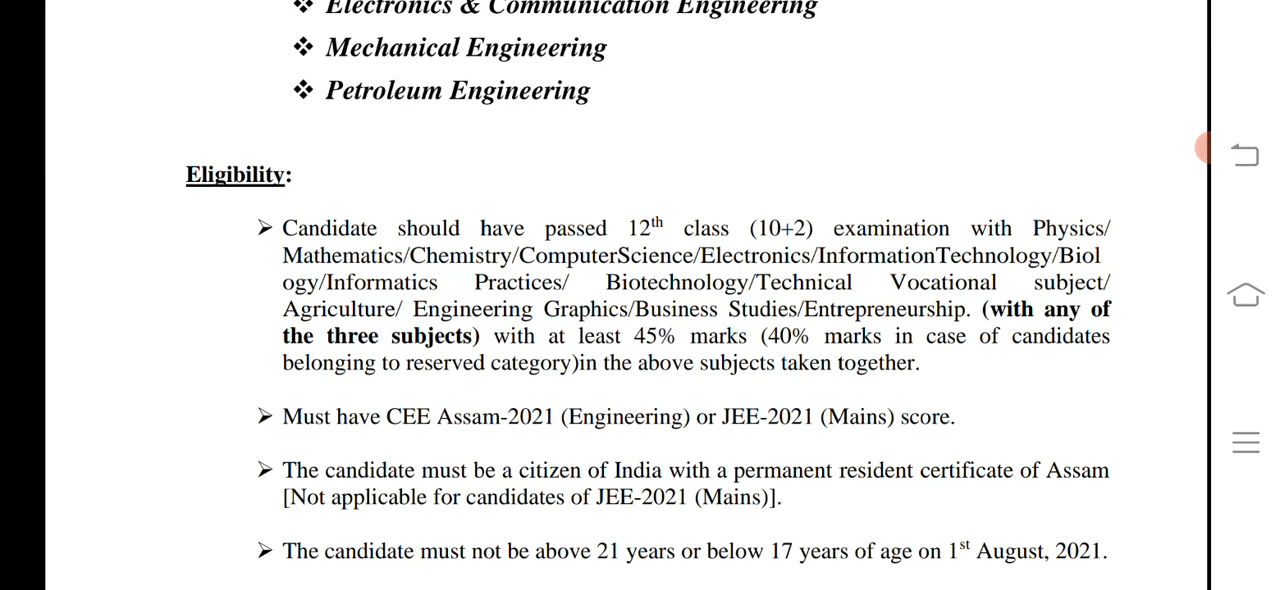 ❖ Electronics & Communication Engineering
❖ Mechanical Engineering
❖ Petroleum Engineering
Eligibility:
➢ Candidate should have passed 12th class (10+2) examination with Physics/
Mathematics/Chemistry/ComputerScience/Electronics/InformationTechnology/Biol
ogy/Informatics Practices/ Biotechnology/Technical Vocational subject/
Agriculture/ Engineering Graphics/Business Studies/Entrepreneurship. (with any of
the three subjects) with at least 45% marks (40% marks in case of candidates
belonging to reserved category)in the above subjects taken together.
➢ Must have CEE Assam-2021 (Engineering) or JEE-2021 (Mains) score.
➢ The candidate must be a citizen of India with a permanent resident certificate of Assam
[Not applicable for candidates of JEE-2021 (Mains)].
➢ The candidate must not be above 21 years or below 17 years of age on 1st August, 2021.